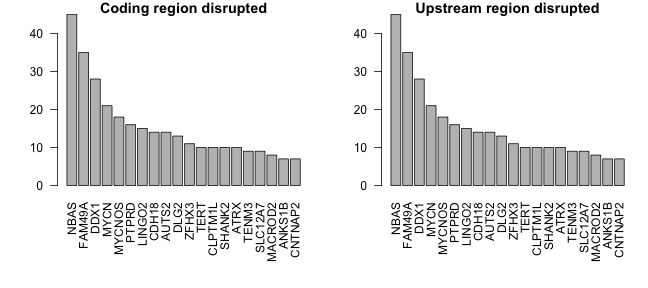 Coding region disrupted
40
30
20
10
0
NBAS
FAM49A
DDX1
MYCN
MYCNOS
PTPRD
LINGO2
CDH18
AUTS2
DLG2
ZFHX3
TERT
CLPTM1L
SHANK2
ATRX
TENM3
SLC12A7
MACROD2
ANKS1B
CNTNAP2
Upstream region disrupted
40
30
20
10
0
NBAS
FAM49A
DDX1
MYCN
MYCNOS
PTPRD
LINGO2
CDH18
AUTS2
DLG2
ZFHX3
TERT
CLPTM1L
SHANK2
ATRX
TENM3
SLC12A7
MACROD2
ANKS1B
CNTNAP2